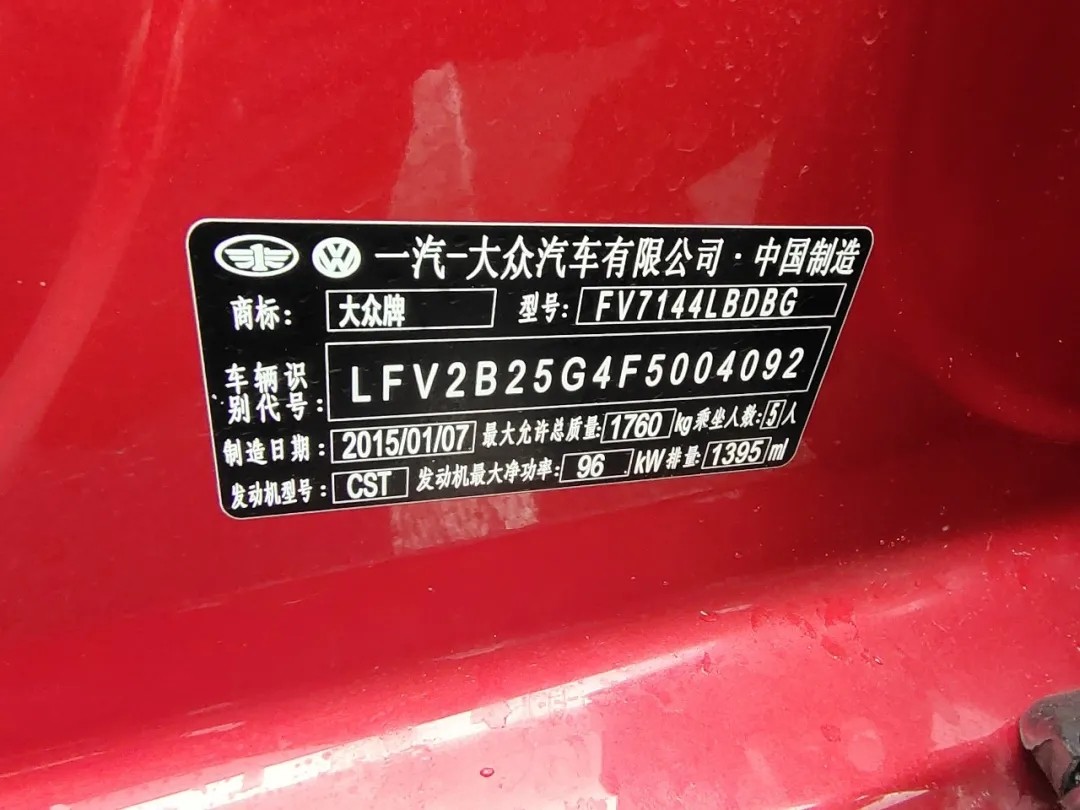 一汽-大众汽车有限公司·中国制造
商标: 大众牌 型号: FV7144LBDBG
车辆识别代号: LFV2B25G4F5004092
制造日期: 2015/01/07 最大允许总质量: 1760 kg 乘坐人数: 5 人
发动机型号: CST 发动机最大净功率: 96 kW 排量: 1395 ml